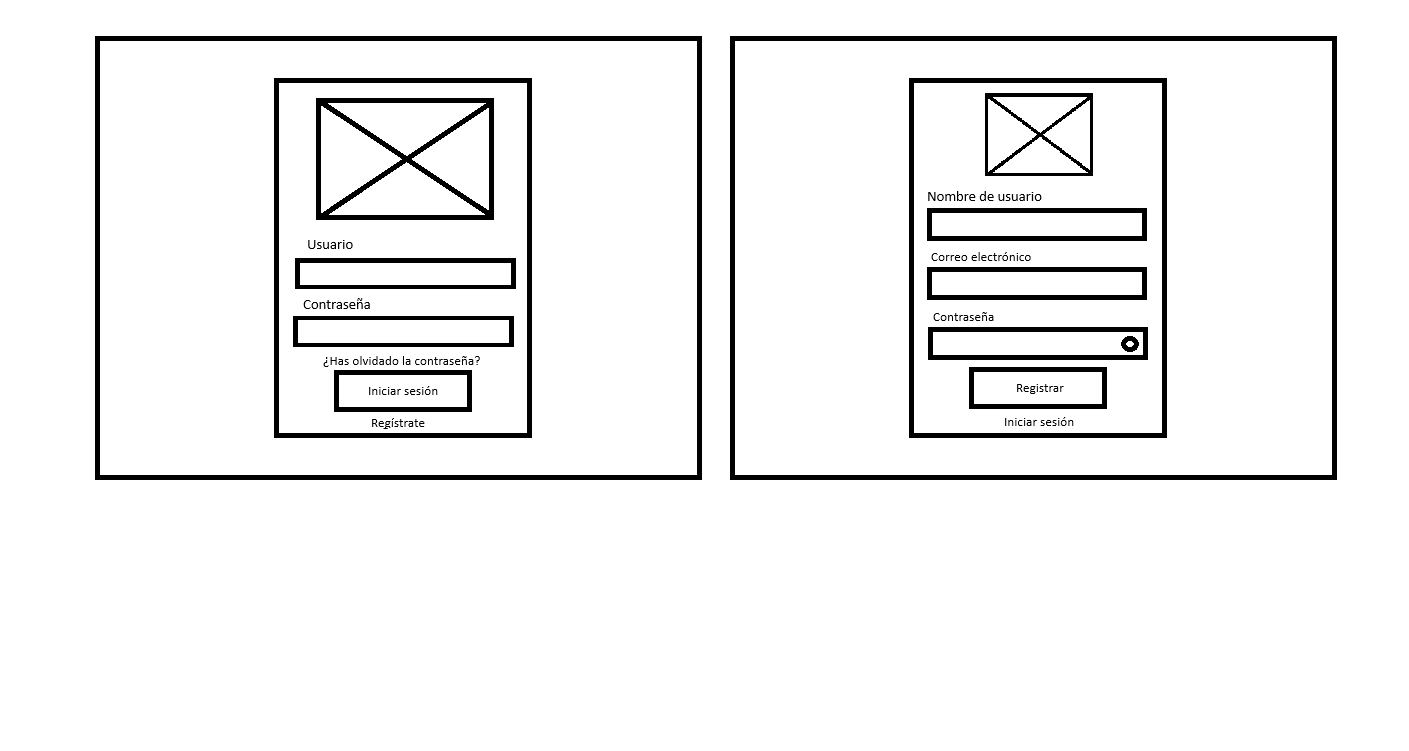 Usuario
Contraseña
¿Has olvidado la contraseña?
Iniciar sesión
Regístrate
Nombre de usuario
Correo electrónico
Contraseña
Registrar
Iniciar sesión